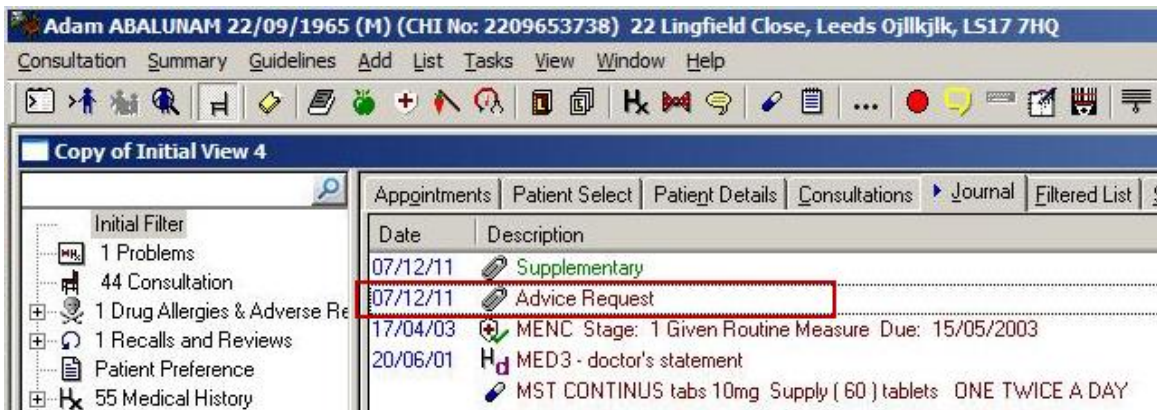 Adam ABALUNAM 22/09/1965 (M) (CHI No: 2209653738) 22 Lingfield Close, Leeds Ojllkjlk, LS17 7HQ
Consultation Summary Guidelines Add List Tasks View Window Help
Copy of Initial View 4
Appointments Patient Select Patient Details Consultations Journal Filtered List
Initial Filter
1 Problems
44 Consultation
1 Drug Allergies & Adverse Re
1 Recalls and Reviews
Patient Preference
55 Medical History
Date Description
07/12/11 Supplementary
07/12/11 Advice Request
17/04/03 MENC Stage: 1 Given Routine Measure Due: 15/05/2003
20/06/01 MED3 - doctor's statement
MST CONTINUS tabs 10mg Supply ( 60 ) tablets ONE TWICE A DAY